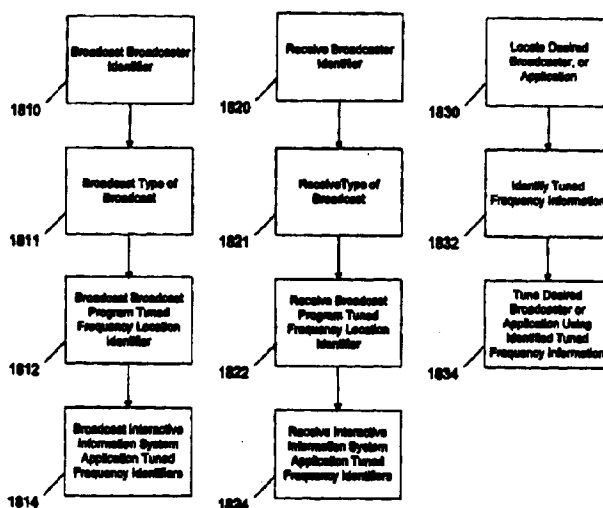 Broadcast Broadcaster
Identifier
1810
Broadcast Type of
Broadcast
1811
Broadcast Broadcast
Program Tuned
Frequency Location
Identifier
1812
Broadcast Interactive
Information System
Application Tuned
Frequency Identifiers
1814
Receive Broadcaster
Identifier
1820
ReceiveType of
Broadcast
1821
Receive Broadcast
Program Tuned
Frequency Location
Identifier
1822
Receive Interactive
Information System
Application Tuned
Frequency Identifiers
1824
Locate Desired
Broadcaster, or
Application
1830
Identify Tuned
Frequency Information
1832
Tune Desired
Broadcaster or
Application Using
Identified Tuned
Frequency Information
1834